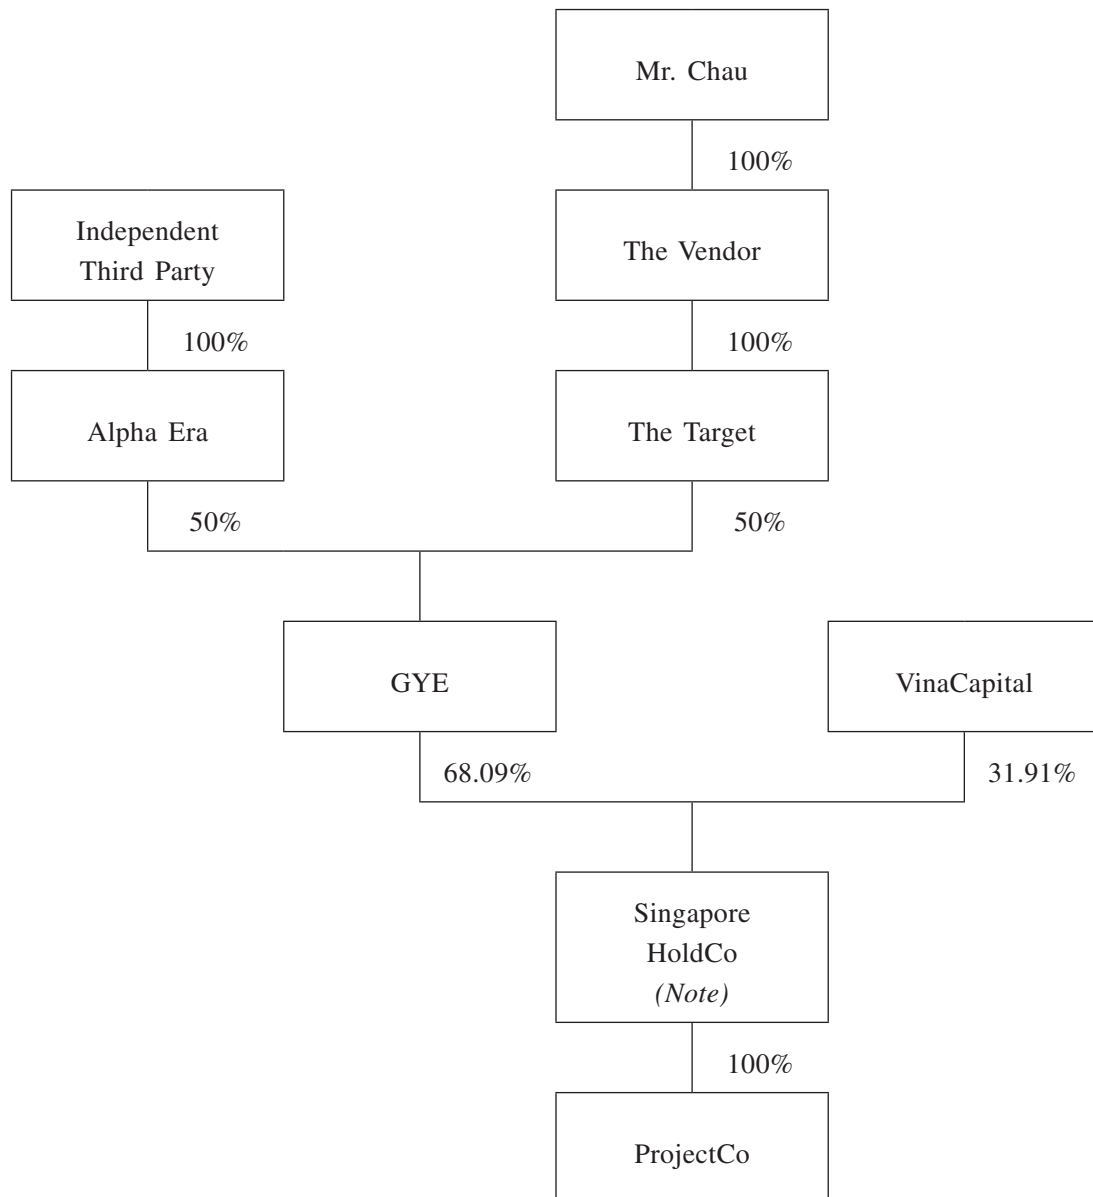 Mr. Chau
100%
Independent
Third Party
The Vendor
100%
100%
Alpha Era
The Target
50%
50%
GYE
VinaCapital
68.09%
31.91%
Singapore
HoldCo
(Note)
100%
ProjectCo